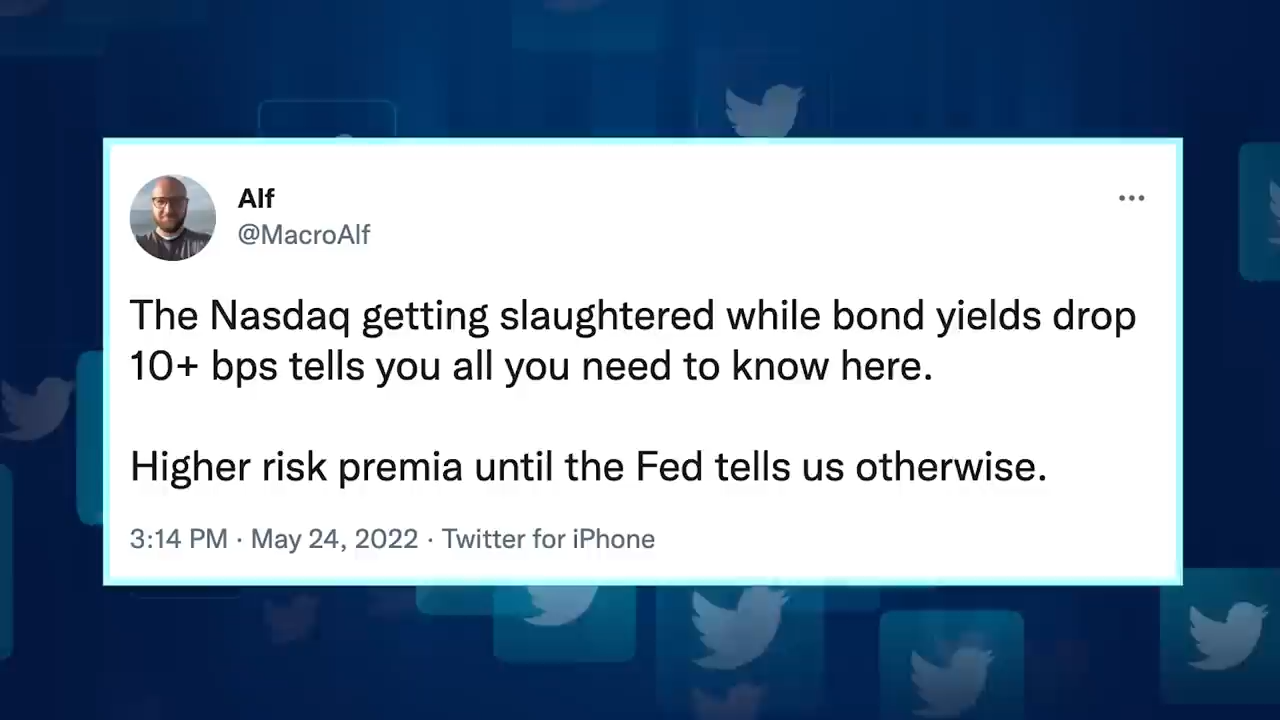 Alf
@MacroAlf
The Nasdaq getting slaughtered while bond yields drop
10+ bps tells you all you need to know here.
Higher risk premia until the Fed tells us otherwise.
3:14 PM · May 24, 2022 · Twitter for iPhone